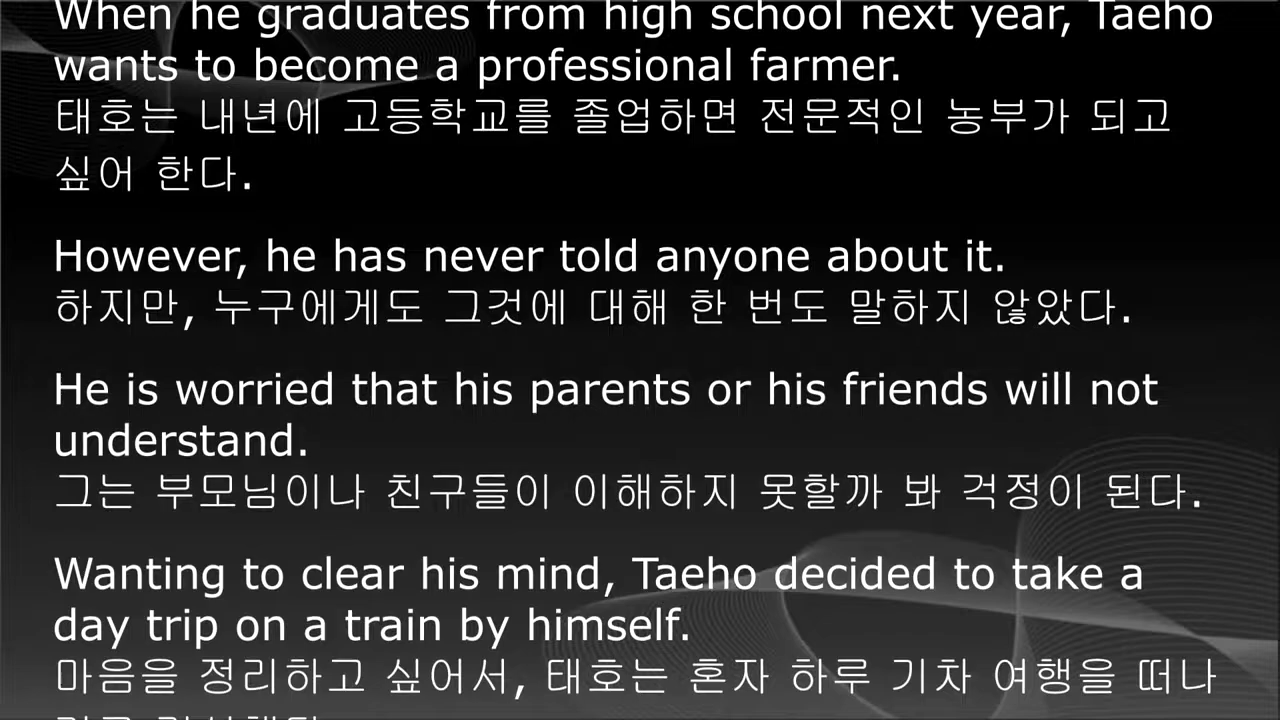 When he graduates from high school next year, Taeho
wants to become a professional farmer.
태호는 내년에 고등학교를 졸업하면 전문적인 농부가 되고
싶어 한다.
However, he has never told anyone about it.
하지만, 누구에게도 그것에 대해 한 번도 말하지 않았다.
He is worried that his parents or his friends will not
understand.
그는 부모님이나 친구들이 이해하지 못할까 봐 걱정이 된다.
Wanting to clear his mind, Taeho decided to take a
day trip on a train by himself.
마음을 정리하고 싶어서, 태호는 혼자 하루 기차 여행을 떠나